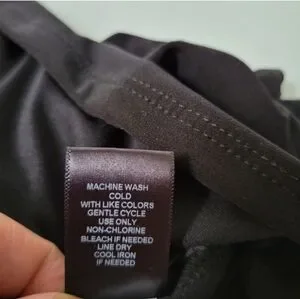 MACHINE WASH
COLD
WITH LIKE COLORS
GENTLE CYCLE
USE ONLY
NON-CHLORINE
BLEACH IF NEEDED
LINE DRY
COOL IRON
IF NEEDED